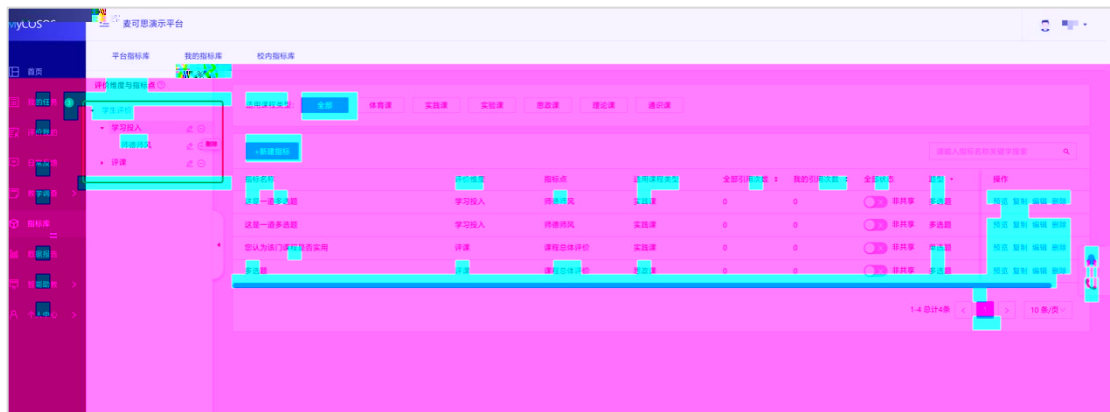 麦可思演示平台
平台指标库 我的指标库 校内指标库
首页
评价维度与指标点
学生评价
学习投入
师德师风
删除
评课
指标库
适用课程类型: 全部 体育课 实践课 实验课 思政课 理论课 通识课
+新建指标
请输入指标名称或关键字搜索
指标名称 评价维度 指标点 适用课程类型 全部引用次数 我的引用次数 全部状态 题型 操作
这是一道多选题 学习投入 师德师风 实践课 0 0 非共享 多选题 预览 复制 编辑 删除
这是一道多选题 学习投入 师德师风 实践课 0 0 非共享 多选题 预览 复制 编辑 删除
您认为该门课程是否实用 评课 课程总体评价 实践课 0 0 非共享 单选题 预览 复制 编辑 删除
多选题 评课 课程总体评价 思政课 0 0 非共享 多选题 预览 复制 编辑 删除
1-4 总计4条 < 1 > 10 条/页